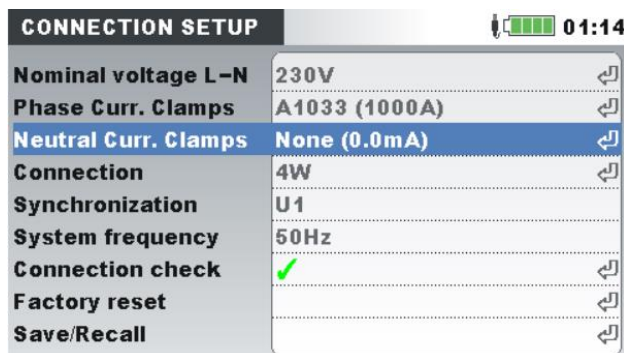 CONNECTION SETUP 01:14
Nominal voltage L-N 230V
Phase Curr. Clamps A1033 (1000A)
Neutral Curr. Clamps None (0.0mA)
Connection 4W
Synchronization U1
System frequency 50Hz
Connection check
Factory reset
Save/Recall